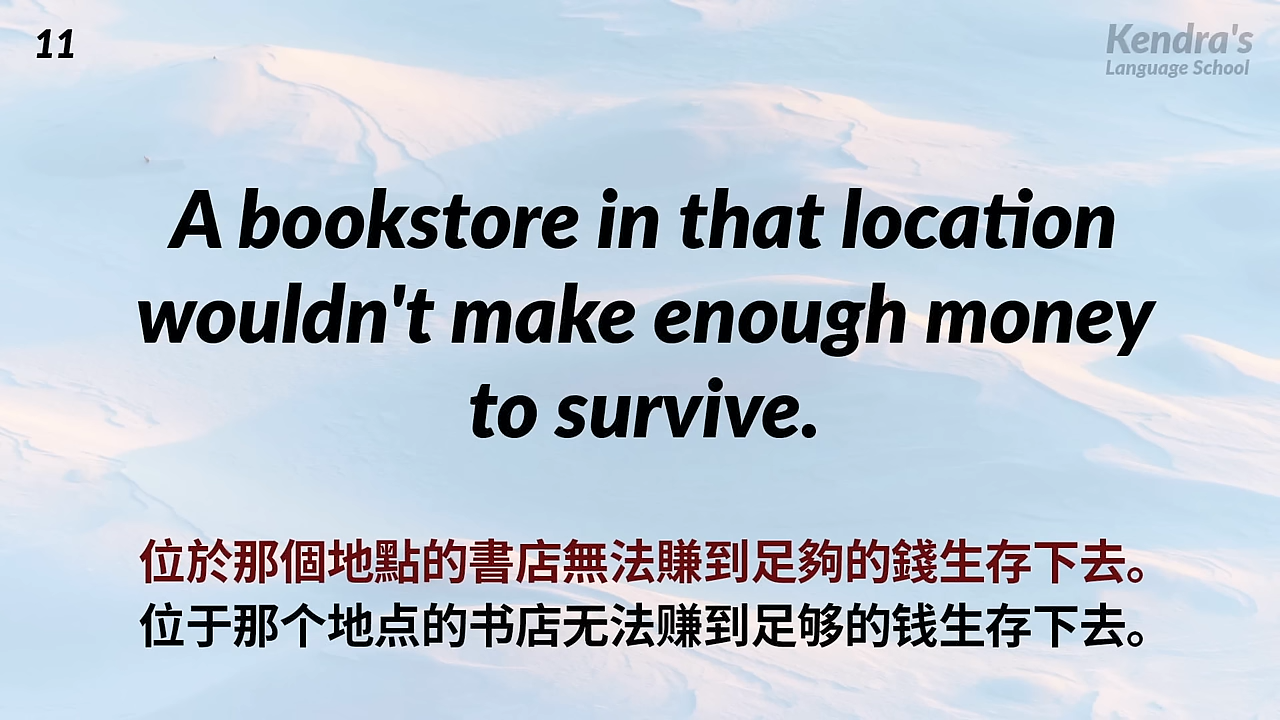 11
Kendra's
Language School
A bookstore in that location
wouldn't make enough money
to survive.
位於那個地點的書店無法賺到足夠的錢生存下去。
位于那个地点的书店无法赚到足够的钱生存下去。